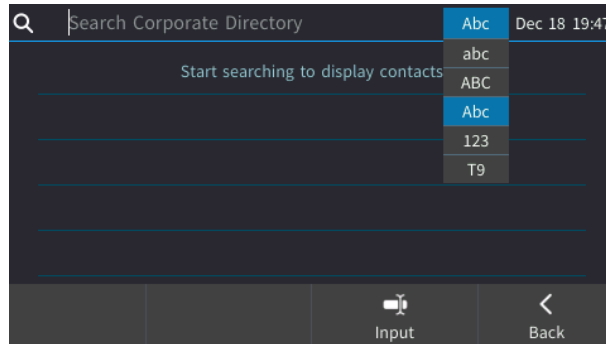 Search Corporate Directory Abc Dec 18 19:47
abc
Start searching to display contacts
ABC
Abc
123
T9
Input Back